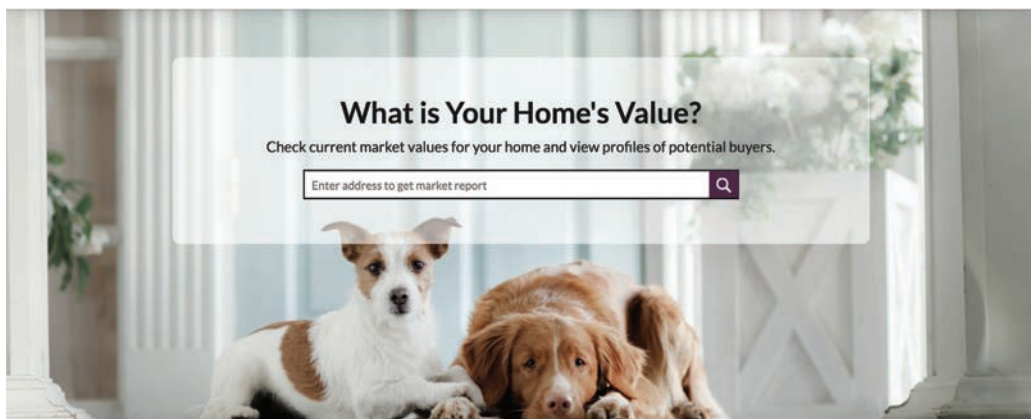 What is Your Home's Value?
Check current market values for your home and view profiles of potential buyers.
Enter address to get market report